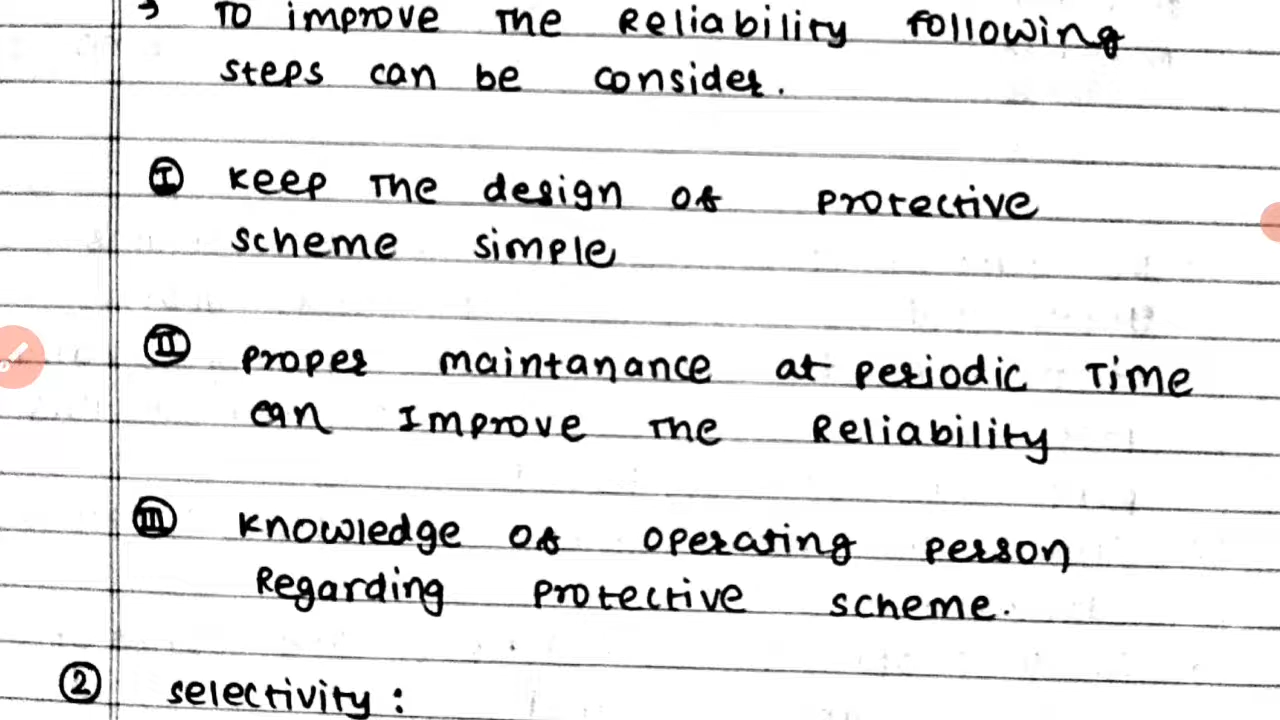 → To improve The Reliability following
steps can be consider.
I Keep The design of protective
scheme simple
II proper maintanance at periodic Time
can Improve The Reliability
III Knowledge of operating person
Regarding protective scheme.
2 selectivity :